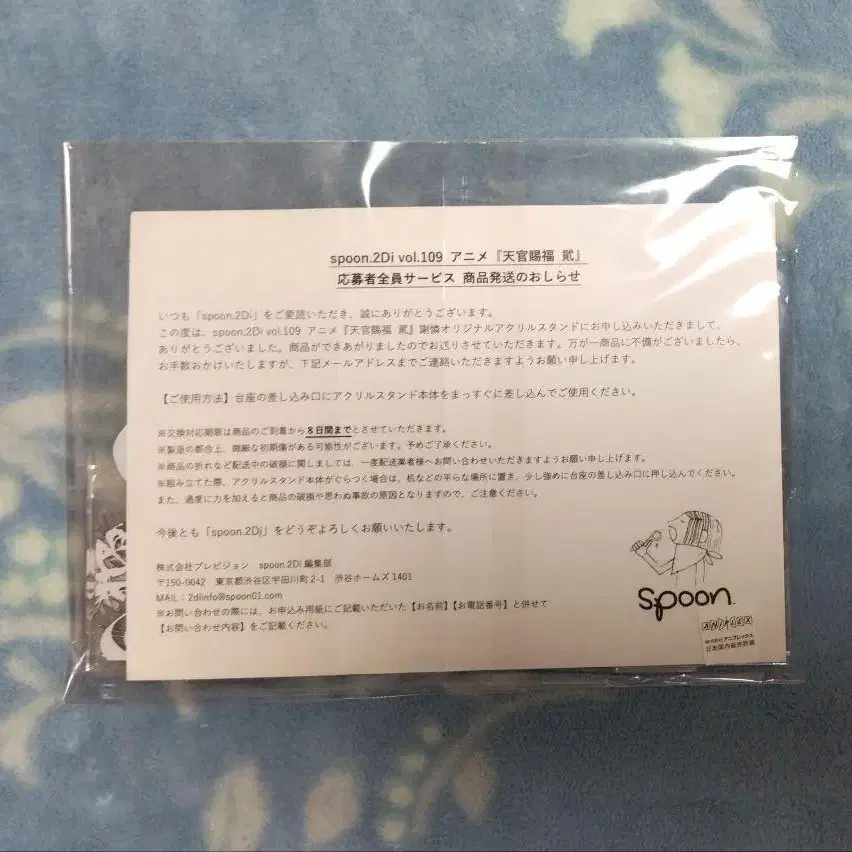 spoon.2Di vol.109 アニメ『天官賜福 貮』
応募者全員サービス 商品発送のおしらせ
いつも「spoon.2Di」をご愛読いただき、誠にありがとうございます。
この度は、spoon.2Di vol.109 アニメ『天官賜福 貮』謝憐オリジナルアクリルスタンドにお申し込みいただきまして、
ありがとうございました。商品ができあがりましたのでお送りさせていただきます。万が一商品に不備がございましたら、
お手数おかけいたしますが、下記メールアドレスまでご連絡いただきますようお願い申し上げます。
【ご使用方法】台座の差し込み口にアクリルスタンド本体をまっすぐに差し込んでご使用ください。
※交換対応期限は商品のご到着から8日間までとさせていただきます。
※製造の都合上、微細な初期傷がある可能性がございます。予めご了承ください。
※商品の折れなど配送中の破損に関しましては、一度配送業者様へお問い合わせいただきますようお願い申し上げます。
※組み立てた際、アクリルスタンド本体がぐらつく場合は、机などの平らな場所に置き、少し強めに台座の差し込み口に押し込んでください。
また、過度に力を加えると商品の破損や思わぬ事故の原因となりますので、ご注意ください。
今後とも「spoon.2Di」をどうぞよろしくお願いいたします。
株式会社プレビジョン spoon.2Di編集部
〒150-0042 東京都渋谷区宇田川町2-1 渋谷ホームズ1401
MAIL:2diinfo@spoon01.com
※お問い合わせの際には、お申込み用紙にご記載いただいた【お名前】【お電話番号】と併せて
【お問い合わせ内容】をご記載ください。
spoon.
ANIPLEX
株式会社アニプレックス
日本国内販売許諾